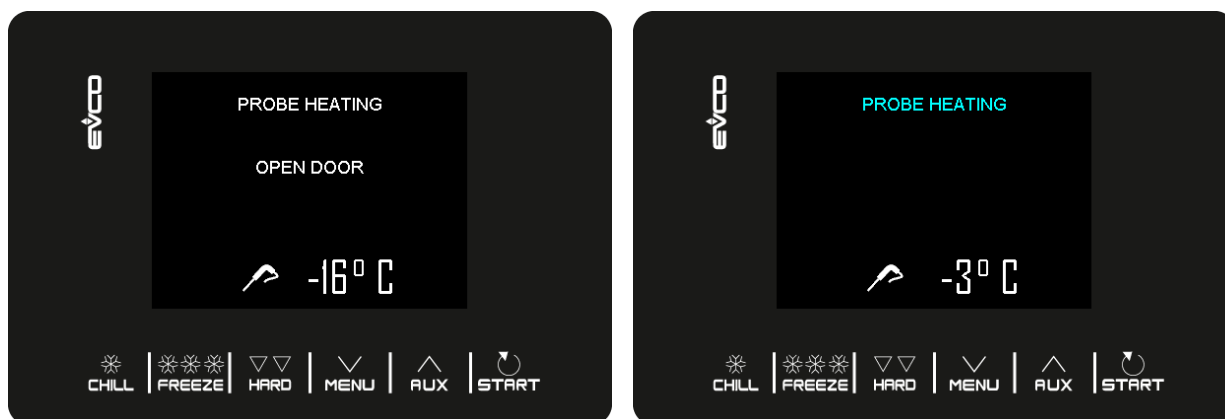 EVCO
PROBE HEATING
OPEN DOOR
-16° C
CHILL FREEZE HARD MENU AUX START
EVCO
PROBE HEATING
-3° C
CHILL FREEZE HARD MENU AUX START